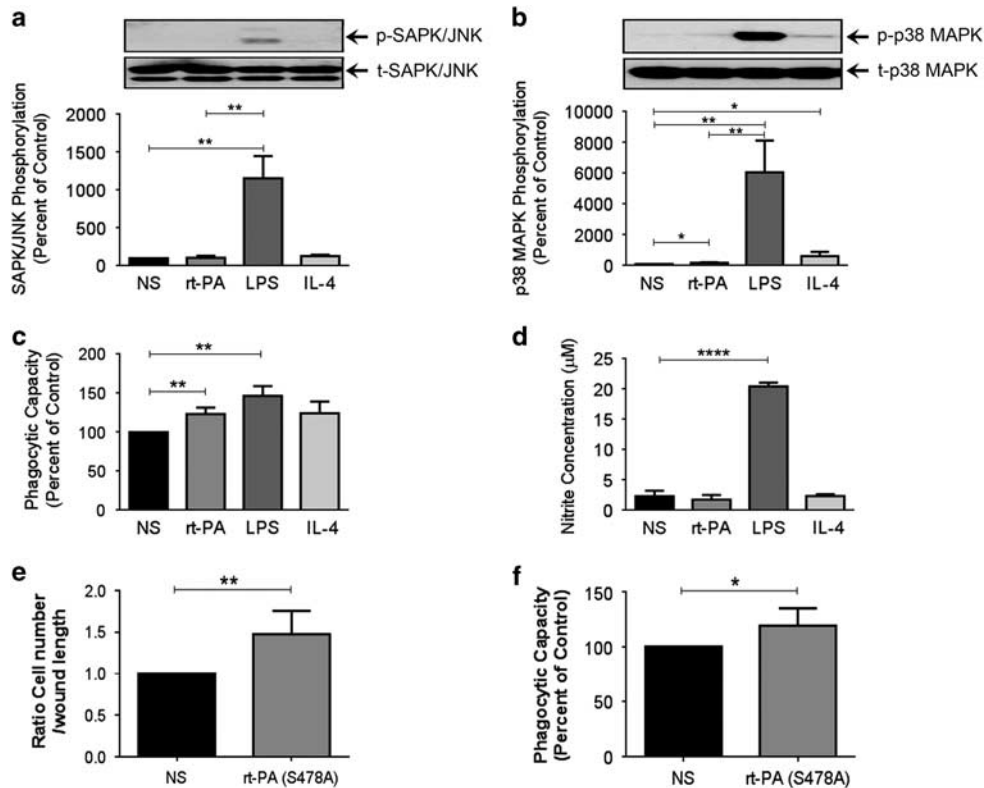 a
p-SAPK/JNK
t-SAPK/JNK
SAPK/JNK Phosphorylation
(Percent of Control)
2000
1500
1000
500
0
**
**
NS rt-PA LPS IL-4
b
p-p38 MAPK
t-p38 MAPK
p38 MAPK Phosphorylation
(Percent of Control)
10000
8000
6000
4000
2000
0
*
**
**
*
NS rt-PA LPS IL-4
c
Phagocytic Capacity
(Percent of Control)
200
150
100
50
0
**
**
NS rt-PA LPS IL-4
d
Nitrite Concentration (µM)
25
20
15
10
5
0
****
NS rt-PA LPS IL-4
e
Ratio Cell number
/wound length
2.0
1.5
1.0
0.5
0.0
**
NS rt-PA (S478A)
f
Phagocytic Capacity
(Percent of Control)
150
100
50
0
*
NS rt-PA (S478A)